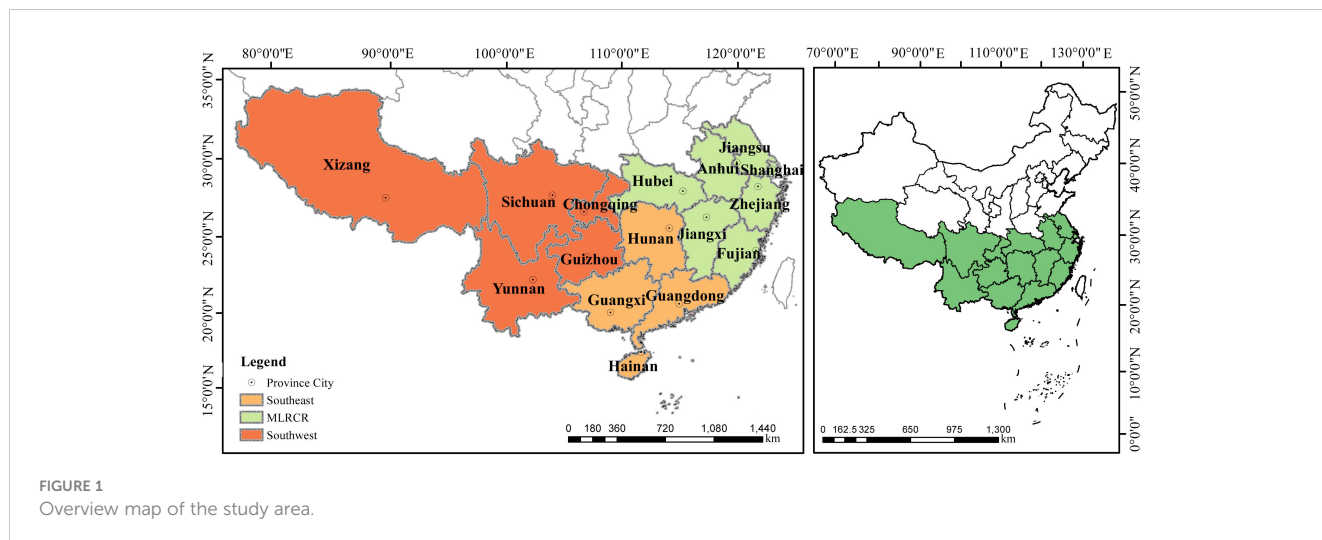 80°0'0"E 90°0'0"E 100°0'0"E 110°0'0"E 120°0'0"E
35°0'0"N
30°0'0"N
25°0'0"N
20°0'0"N
15°0'0"N
Xizang
Sichuan
Chongqing
Guizhou
Yunnan
Hubei
Hunan
Guangxi
Guangdong
Hainan
Jiangsu
Anhui
Shanghai
Zhejiang
Jiangxi
Fujian
Legend
Province City
Southeast
MLRCR
Southwest
0 180 360 720 1,080 1,440
km
70°0'0"E 90°0'0"E 110°0'0"E 130°0'0"E
50°0'0"N
40°0'0"N
30°0'0"N
20°0'0"N
10°0'0"N
0°0'0"
0 162.5 325 650 975 1,300
km
FIGURE 1
Overview map of the study area.